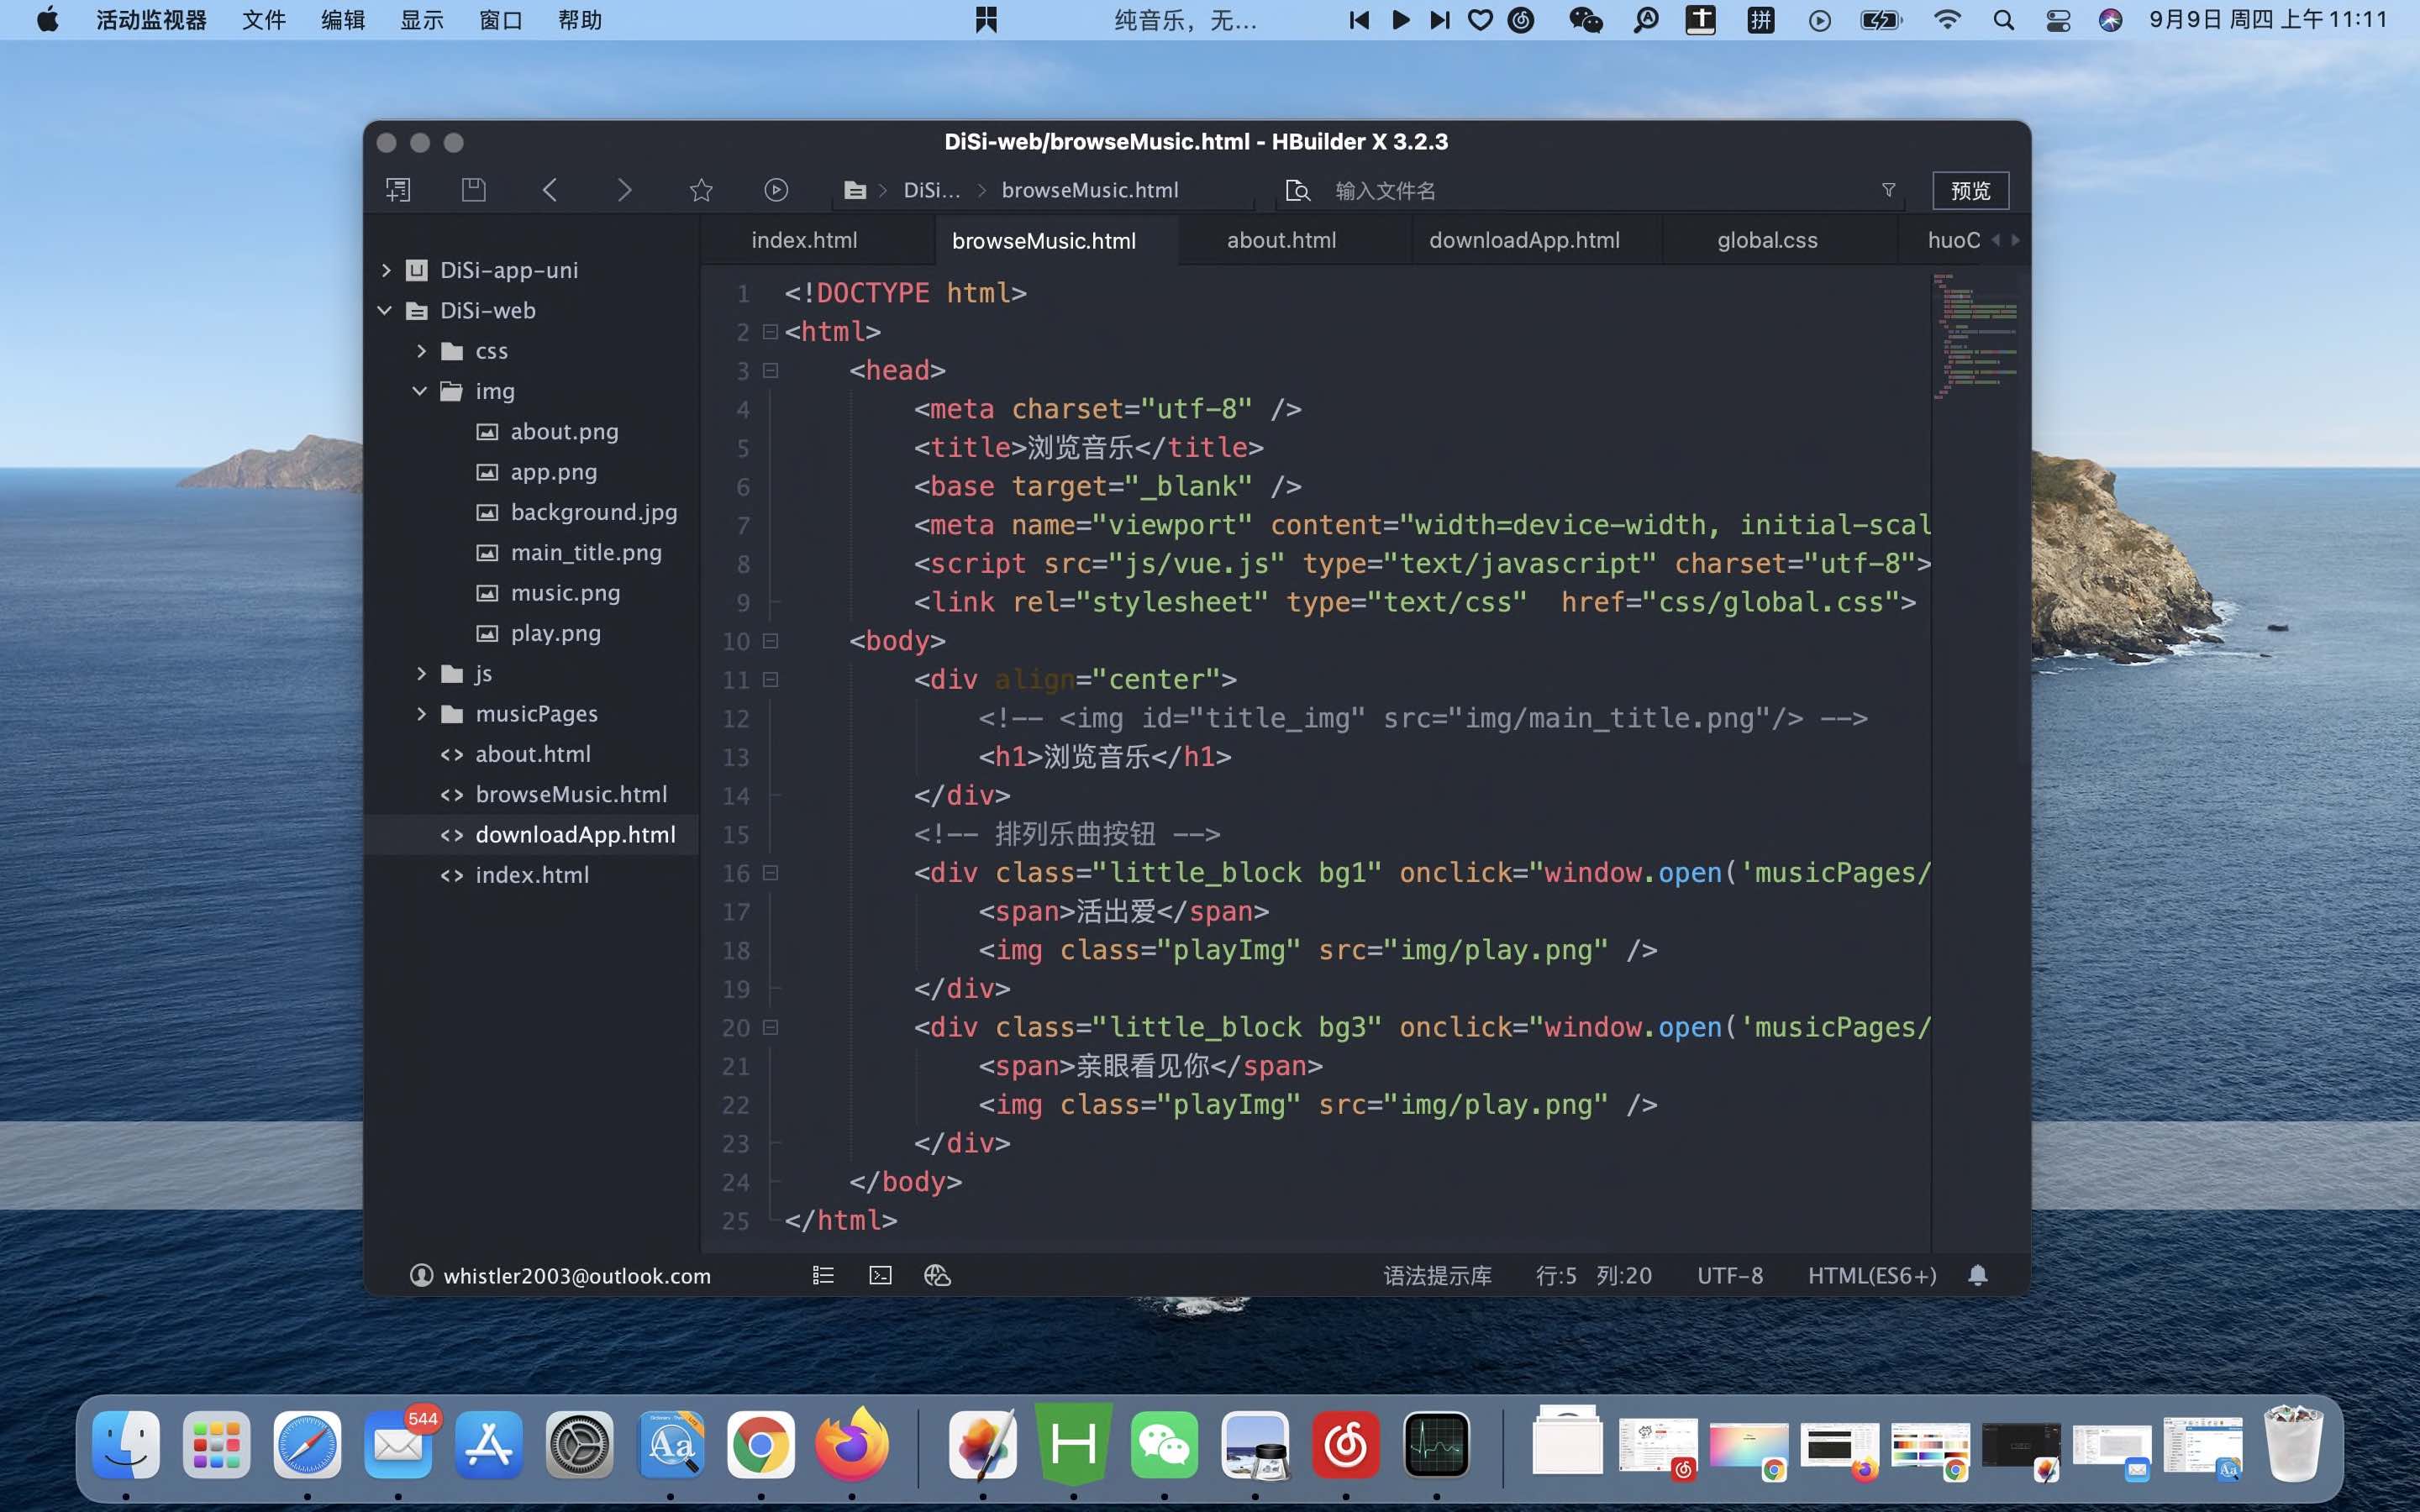 活动监视器 文件 编辑 显示 窗口 帮助 纯音乐，无... 拼 9月9日 周四 上午11:11
DiSi-web/browseMusic.html - HBuilder X 3.2.3
DiSi... browseMusic.html 输入文件名 预览
index.html browseMusic.html about.html downloadApp.html global.css huoC
DiSi-app-uni
DiSi-web
css
img
about.png
app.png
background.jpg
main_title.png
music.png
play.png
js
musicPages
about.html
browseMusic.html
downloadApp.html
index.html
1 <!DOCTYPE html>
2 <html>
3 <head>
4 <meta charset="utf-8" />
5 <title>浏览音乐</title>
6 <base target="_blank" />
7 <meta name="viewport" content="width=device-width, initial-scal
8 <script src="js/vue.js" type="text/javascript" charset="utf-8">
9 <link rel="stylesheet" type="text/css"  href="css/global.css">
10 <body>
11 <div align="center">
12 <!-- <img id="title_img" src="img/main_title.png"/> -->
13 <h1>浏览音乐</h1>
14 </div>
15 <!-- 排列乐曲按钮 -->
16 <div class="little_block bg1" onclick="window.open('musicPages/
17 <span>活出爱</span>
18 <img class="playImg" src="img/play.png" />
19 </div>
20 <div class="little_block bg3" onclick="window.open('musicPages/
21 <span>亲眼看见你</span>
22 <img class="playImg" src="img/play.png" />
23 </div>
24 </body>
25 </html>
whistler2003@outlook.com 语法提示库 行:5 列:20 UTF-8 HTML(ES6+)
544
Aa
H